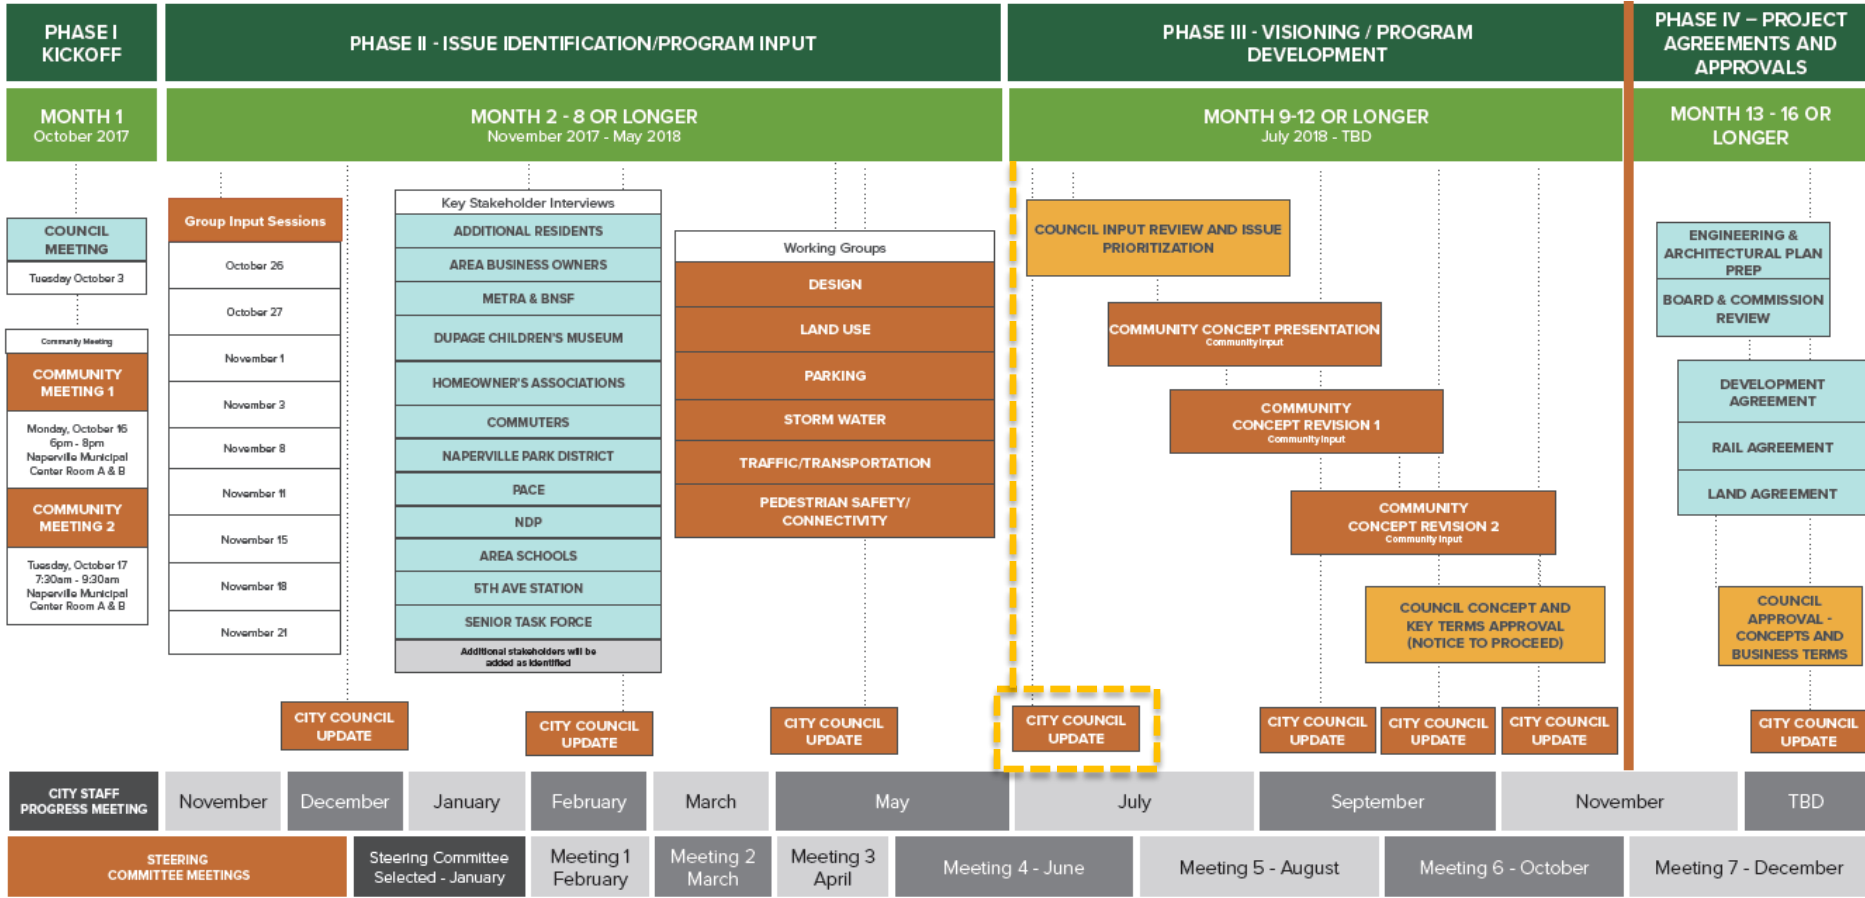 PHASE I
KICKOFF
PHASE II - ISSUE IDENTIFICATION/PROGRAM INPUT
PHASE III - VISIONING / PROGRAM
DEVELOPMENT
PHASE IV – PROJECT
AGREEMENTS AND
APPROVALS
MONTH 1
October 2017
MONTH 2 - 8 OR LONGER
November 2017 - May 2018
MONTH 9-12 OR LONGER
July 2018 - TBD
MONTH 13 - 16 OR
LONGER
COUNCIL
MEETING
Tuesday October 3
Community Meeting
COMMUNITY
MEETING 1
Monday, October 16
6pm - 8pm
Naperville Municipal
Center Room A & B
COMMUNITY
MEETING 2
Tuesday, October 17
7:30am - 9:30am
Naperville Municipal
Center Room A & B
Group Input Sessions
October 26
October 27
November 1
November 3
November 8
November 11
November 15
November 18
November 21
Key Stakeholder Interviews
ADDITIONAL RESIDENTS
AREA BUSINESS OWNERS
METRA & BNSF
DUPAGE CHILDREN'S MUSEUM
HOMEOWNER'S ASSOCIATIONS
COMMUTERS
NAPERVILLE PARK DISTRICT
PACE
NDP
AREA SCHOOLS
5TH AVE STATION
SENIOR TASK FORCE
Additional stakeholders will be
added as identified
Working Groups
DESIGN
LAND USE
PARKING
STORM WATER
TRAFFIC/TRANSPORTATION
PEDESTRIAN SAFETY/
CONNECTIVITY
COUNCIL INPUT REVIEW AND ISSUE
PRIORITIZATION
COMMUNITY CONCEPT PRESENTATION
Community Input
COMMUNITY
CONCEPT REVISION 1
Community Input
COMMUNITY
CONCEPT REVISION 2
Community Input
COUNCIL CONCEPT AND
KEY TERMS APPROVAL
(NOTICE TO PROCEED)
ENGINEERING &
ARCHITECTURAL PLAN
PREP
BOARD & COMMISSION
REVIEW
DEVELOPMENT
AGREEMENT
RAIL AGREEMENT
LAND AGREEMENT
COUNCIL
APPROVAL -
CONCEPTS AND
BUSINESS TERMS
CITY COUNCIL
UPDATE
CITY COUNCIL
UPDATE
CITY COUNCIL
UPDATE
CITY COUNCIL
UPDATE
CITY COUNCIL
UPDATE
CITY COUNCIL
UPDATE
CITY COUNCIL
UPDATE
CITY COUNCIL
UPDATE
CITY STAFF
PROGRESS MEETING
November
December
January
February
March
May
July
September
November
TBD
STEERING
COMMITTEE MEETINGS
Steering Committee
Selected - January
Meeting 1
February
Meeting 2
March
Meeting 3
April
Meeting 4 - June
Meeting 5 - August
Meeting 6 - October
Meeting 7 - December